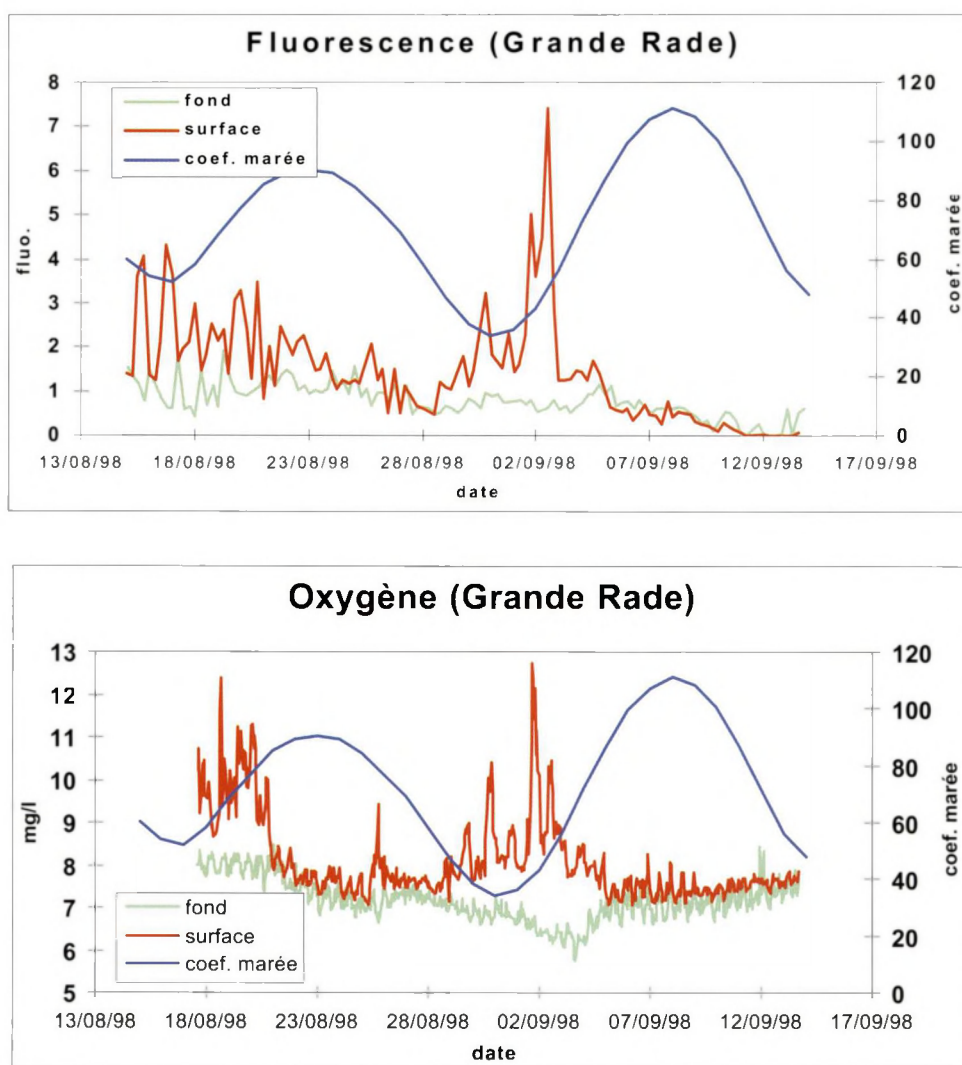 Fluorescence (Grande Rade)
8
7
6
5
4
3
2
1
0
fluo.
fond
surface
coef. marée
120
100
80
60
40
20
0
coef. marée
13/08/98 18/08/98 23/08/98 28/08/98 02/09/98 07/09/98 12/09/98 17/09/98
date
Oxygène (Grande Rade)
13
12
11
10
9
8
7
6
5
mg/l
fond
surface
coef. marée
120
100
80
60
40
20
0
coef. marée
13/08/98 18/08/98 23/08/98 28/08/98 02/09/98 07/09/98 12/09/98 17/09/98
date